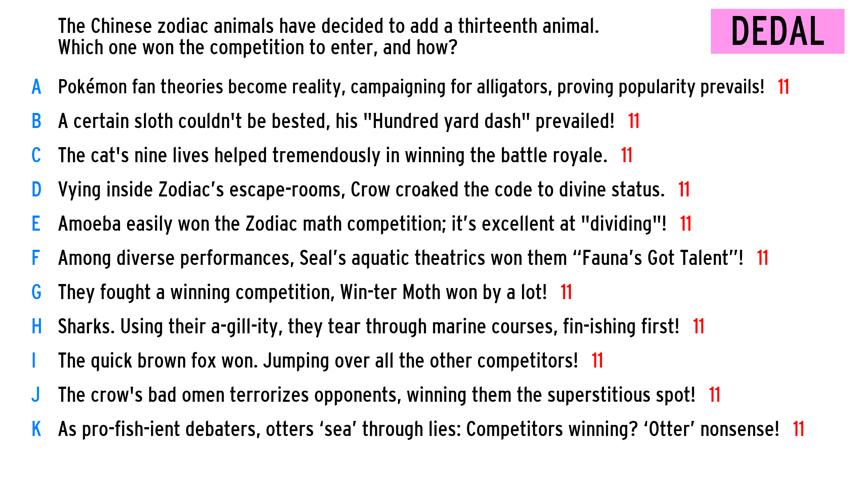 The Chinese zodiac animals have decided to add a thirteenth animal.
Which one won the competition to enter, and how?
DEDAL
A Pokémon fan theories become reality, campaigning for alligators, proving popularity prevails! 11
B A certain sloth couldn't be bested, his "Hundred yard dash" prevailed! 11
C The cat's nine lives helped tremendously in winning the battle royale. 11
D Vying inside Zodiac’s escape-rooms, Crow croaked the code to divine status. 11
E Amoeba easily won the Zodiac math competition; it’s excellent at "dividing"! 11
F Among diverse performances, Seal’s aquatic theatrics won them “Fauna’s Got Talent”! 11
G They fought a winning competition, Win-ter Moth won by a lot! 11
H Sharks. Using their a-gill-ity, they tear through marine courses, fin-ishing first! 11
I The quick brown fox won. Jumping over all the other competitors! 11
J The crow's bad omen terrorizes opponents, winning them the superstitious spot! 11
K As pro-fish-ient debaters, otters ‘sea’ through lies: Competitors winning? ‘Otter’ nonsense! 11